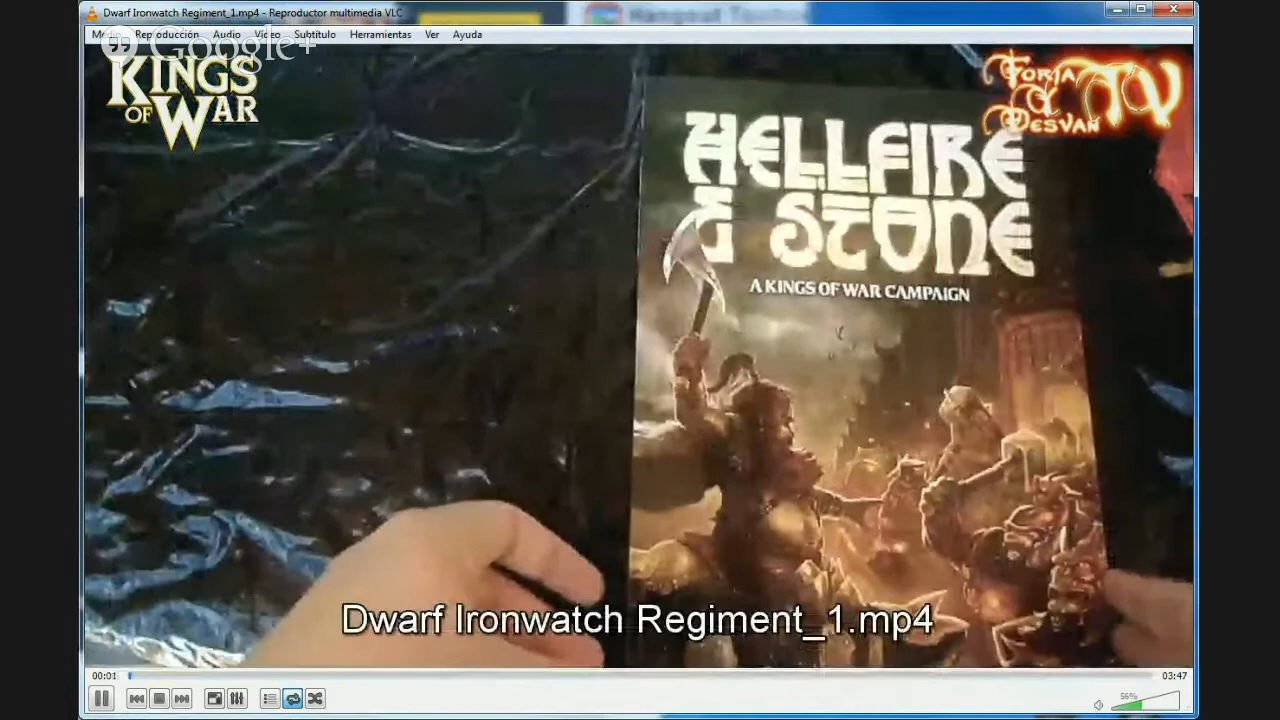 Dwarf Ironwatch Regiment_1.mp4 - Reproductor multimedia VLC
Medio Reproducción Audio Vídeo Subtítulo Herramientas Ver Ayuda
Google+
KINGS
OF WAR
FORJA
Y
DESVAN
TV
HELLFIRE
& STONE
A KINGS OF WAR CAMPAIGN
Dwarf Ironwatch Regiment_1.mp4
00:01
03:47
56%